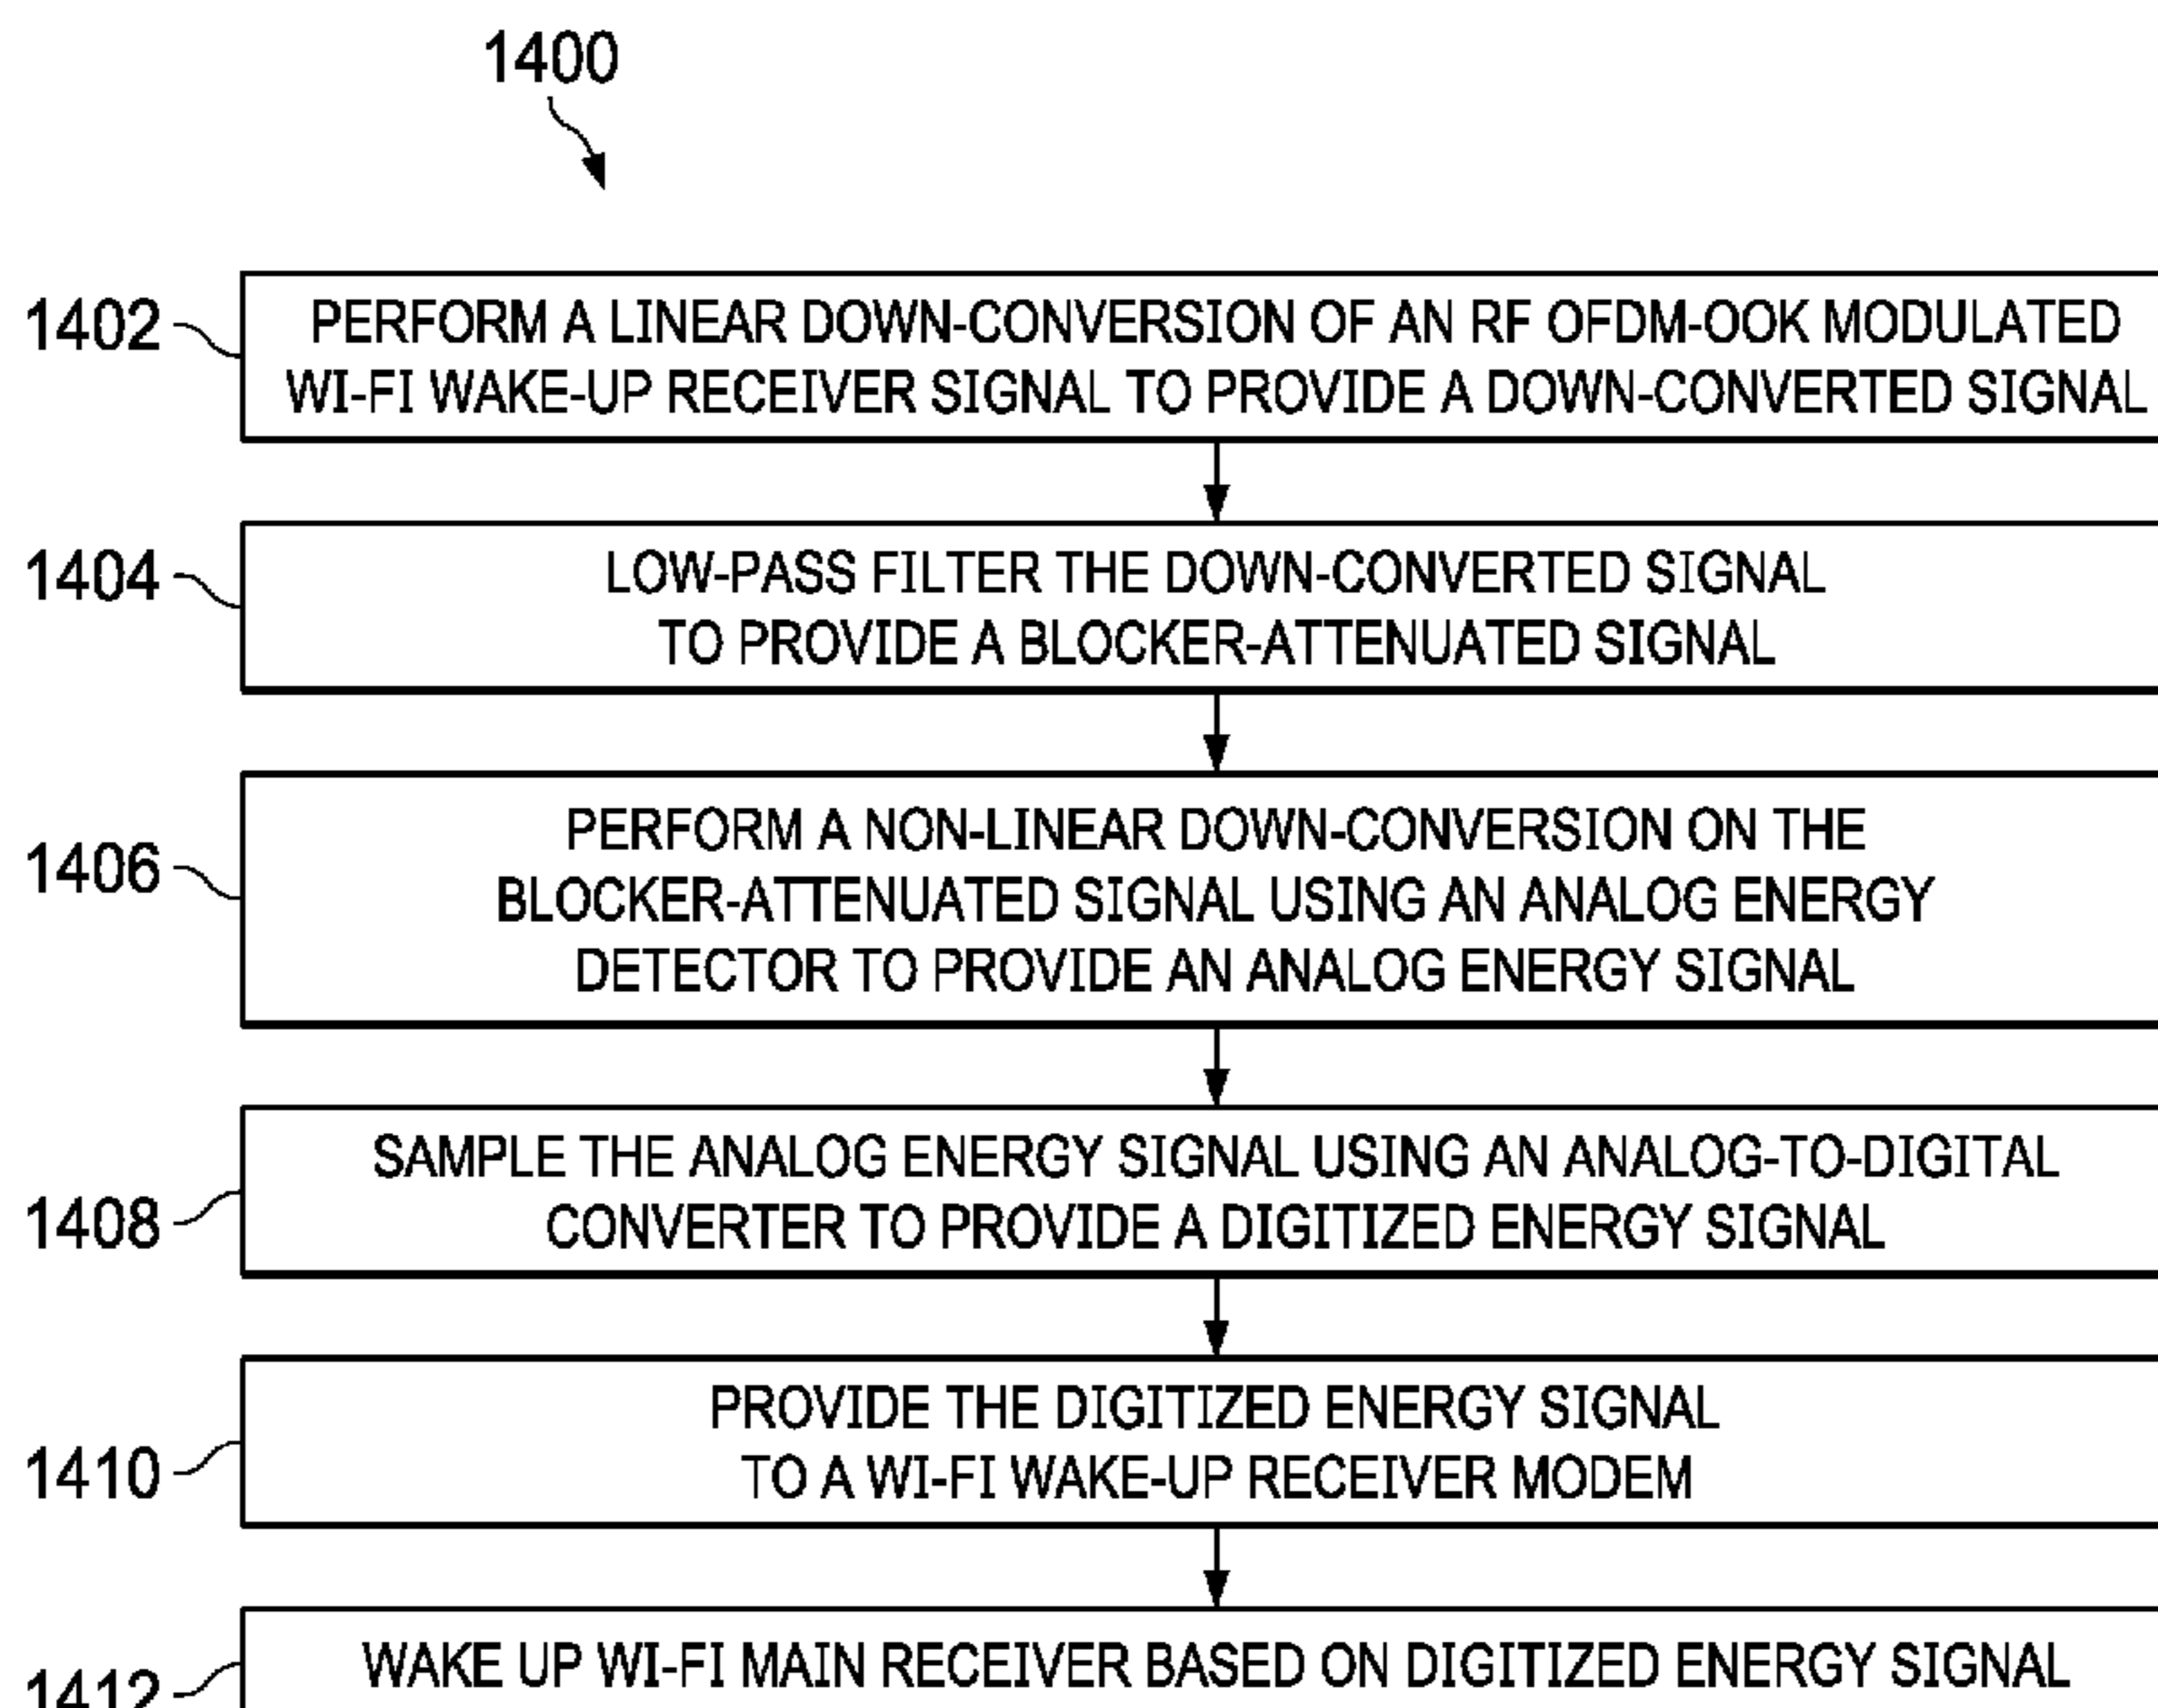 1400
1402
PERFORM A LINEAR DOWN-CONVERSION OF AN RF OFDM-OOK MODULATED
WI-FI WAKE-UP RECEIVER SIGNAL TO PROVIDE A DOWN-CONVERTED SIGNAL
1404
LOW-PASS FILTER THE DOWN-CONVERTED SIGNAL
TO PROVIDE A BLOCKER-ATTENUATED SIGNAL
1406
PERFORM A NON-LINEAR DOWN-CONVERSION ON THE
BLOCKER-ATTENUATED SIGNAL USING AN ANALOG ENERGY
DETECTOR TO PROVIDE AN ANALOG ENERGY SIGNAL
1408
SAMPLE THE ANALOG ENERGY SIGNAL USING AN ANALOG-TO-DIGITAL
CONVERTER TO PROVIDE A DIGITIZED ENERGY SIGNAL
1410
PROVIDE THE DIGITIZED ENERGY SIGNAL
TO A WI-FI WAKE-UP RECEIVER MODEM
1412
WAKE UP WI-FI MAIN RECEIVER BASED ON DIGITIZED ENERGY SIGNAL